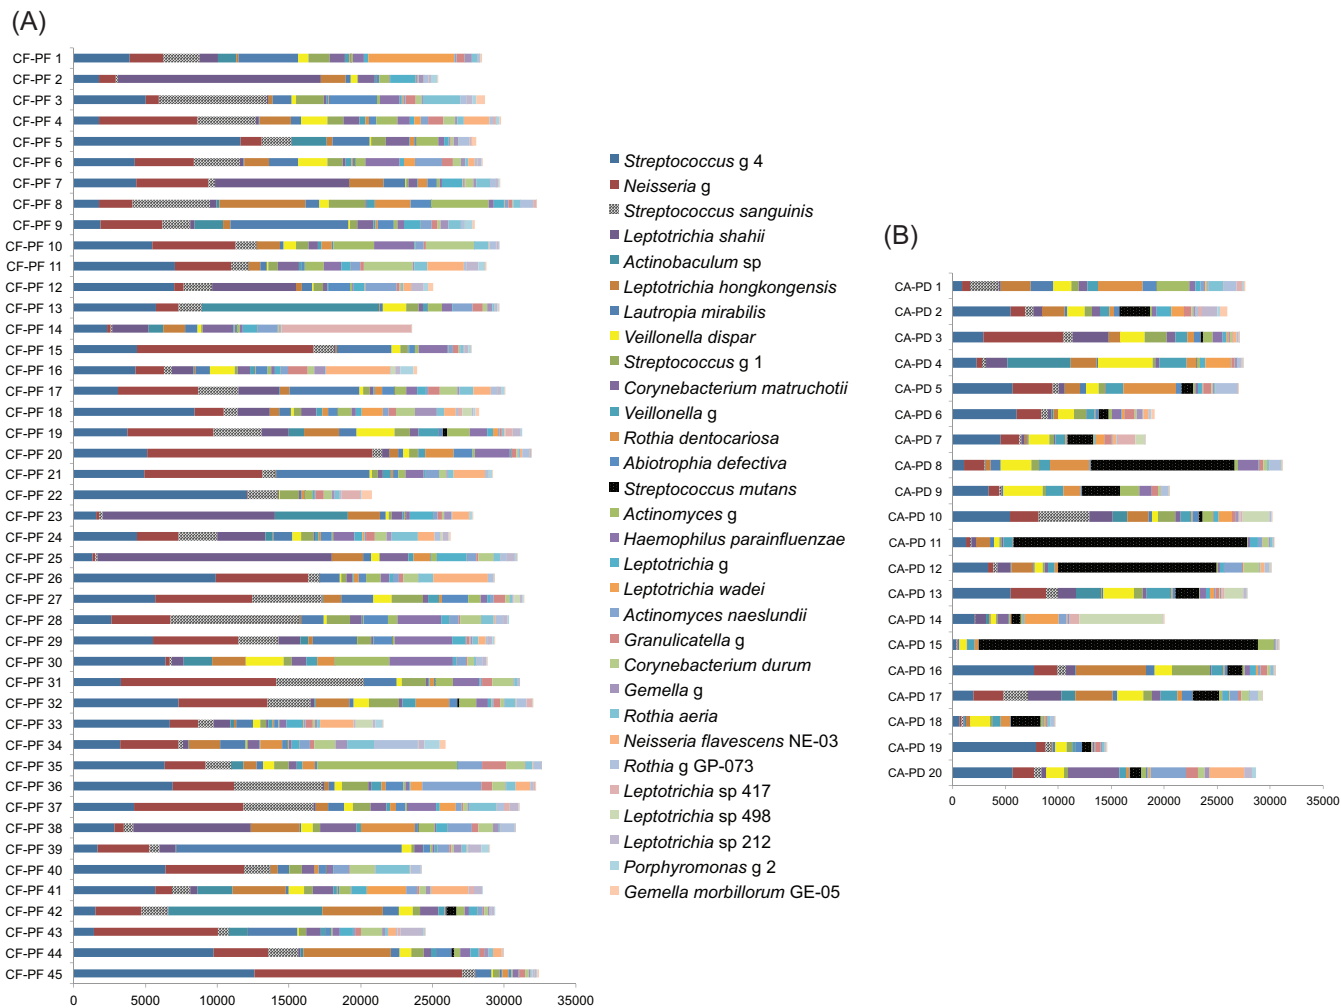 (A)
CF-PF 1
CF-PF 2
CF-PF 3
CF-PF 4
CF-PF 5
CF-PF 6
CF-PF 7
CF-PF 8
CF-PF 9
CF-PF 10
CF-PF 11
CF-PF 12
CF-PF 13
CF-PF 14
CF-PF 15
CF-PF 16
CF-PF 17
CF-PF 18
CF-PF 19
CF-PF 20
CF-PF 21
CF-PF 22
CF-PF 23
CF-PF 24
CF-PF 25
CF-PF 26
CF-PF 27
CF-PF 28
CF-PF 29
CF-PF 30
CF-PF 31
CF-PF 32
CF-PF 33
CF-PF 34
CF-PF 35
CF-PF 36
CF-PF 37
CF-PF 38
CF-PF 39
CF-PF 40
CF-PF 41
CF-PF 42
CF-PF 43
CF-PF 44
CF-PF 45
0 5000 10000 15000 20000 25000 30000 35000
Streptococcus g 4
Neisseria g
Streptococcus sanguinis
Leptotrichia shahii
Actinobaculum sp
Leptotrichia hongkongensis
Lautropia mirabilis
Veillonella dispar
Streptococcus g 1
Corynebacterium matruchotii
Veillonella g
Rothia dentocariosa
Abiotrophia defectiva
Streptococcus mutans
Actinomyces g
Haemophilus parainfluenzae
Leptotrichia g
Leptotrichia wadei
Actinomyces naeslundii
Granulicatella g
Corynebacterium durum
Gemella g
Rothia aeria
Neisseria flavescens NE-03
Rothia g GP-073
Leptotrichia sp 417
Leptotrichia sp 498
Leptotrichia sp 212
Porphyromonas g 2
Gemella morbillorum GE-05
(B)
CA-PD 1
CA-PD 2
CA-PD 3
CA-PD 4
CA-PD 5
CA-PD 6
CA-PD 7
CA-PD 8
CA-PD 9
CA-PD 10
CA-PD 11
CA-PD 12
CA-PD 13
CA-PD 14
CA-PD 15
CA-PD 16
CA-PD 17
CA-PD 18
CA-PD 19
CA-PD 20
0 5000 10000 15000 20000 25000 30000 35000